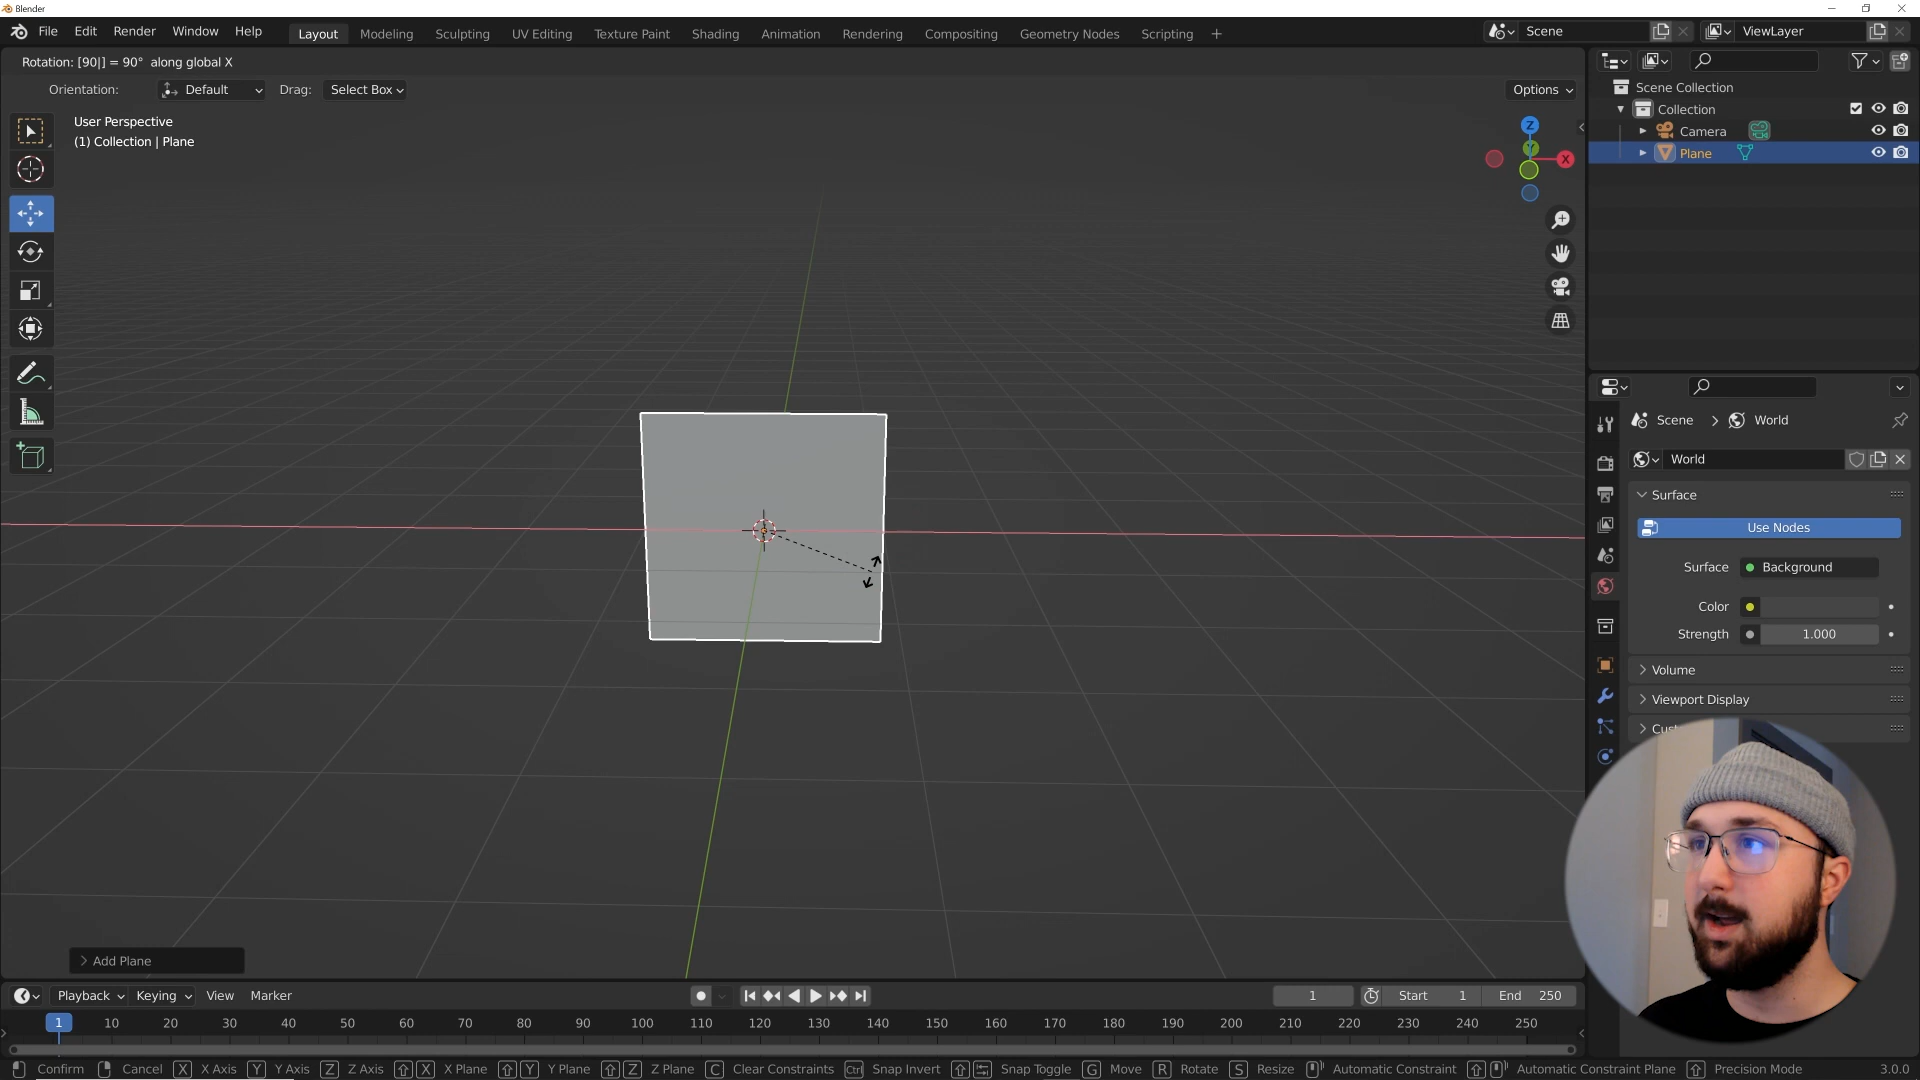 Blender
File Edit Render Window Help Layout Modeling Sculpting UV Editing Texture Paint Shading Animation Rendering Compositing Geometry Nodes Scripting + Scene ViewLayer
Rotation: [90|] = 90° along global X
Orientation: Default Drag: Select Box Options
User Perspective
(1) Collection | Plane
Z
Y
X
Scene Collection
Collection
Camera
Plane
Scene > World
World
Surface
Use Nodes
Surface Background
Color
Strength 1.000
Volume
Viewport Display
Add Plane
Playback Keying View Marker 1 Start 1 End 250
1 10 20 30 40 50 60 70 80 90 100 110 120 130 140 150 160 170 180 190 200 210 220 230 240 250
Confirm Cancel X X Axis Y Y Axis Z Z Axis X X Plane Y Y Plane Z Z Plane C Clear Constraints Ctrl Snap Invert Snap Toggle G Move R Rotate S Resize Automatic Constraint Automatic Constraint Plane Precision Mode 3.0.0